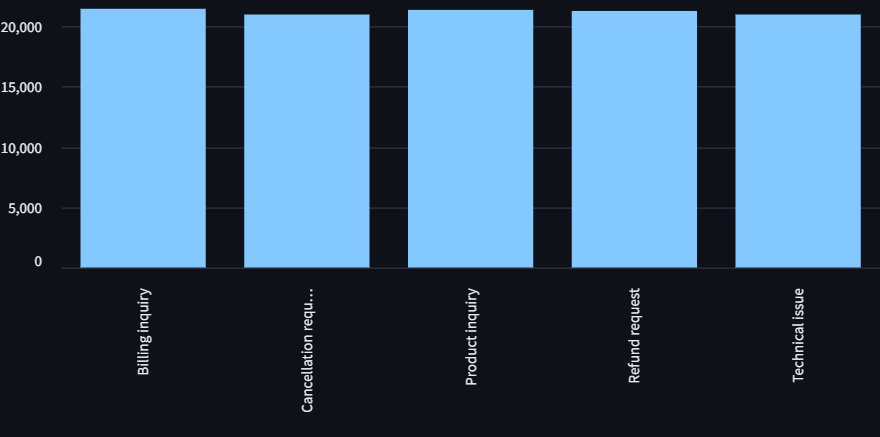 20,000
15,000
10,000
5,000
0
Billing inquiry
Cancellation requ…
Product inquiry
Refund request
Technical issue